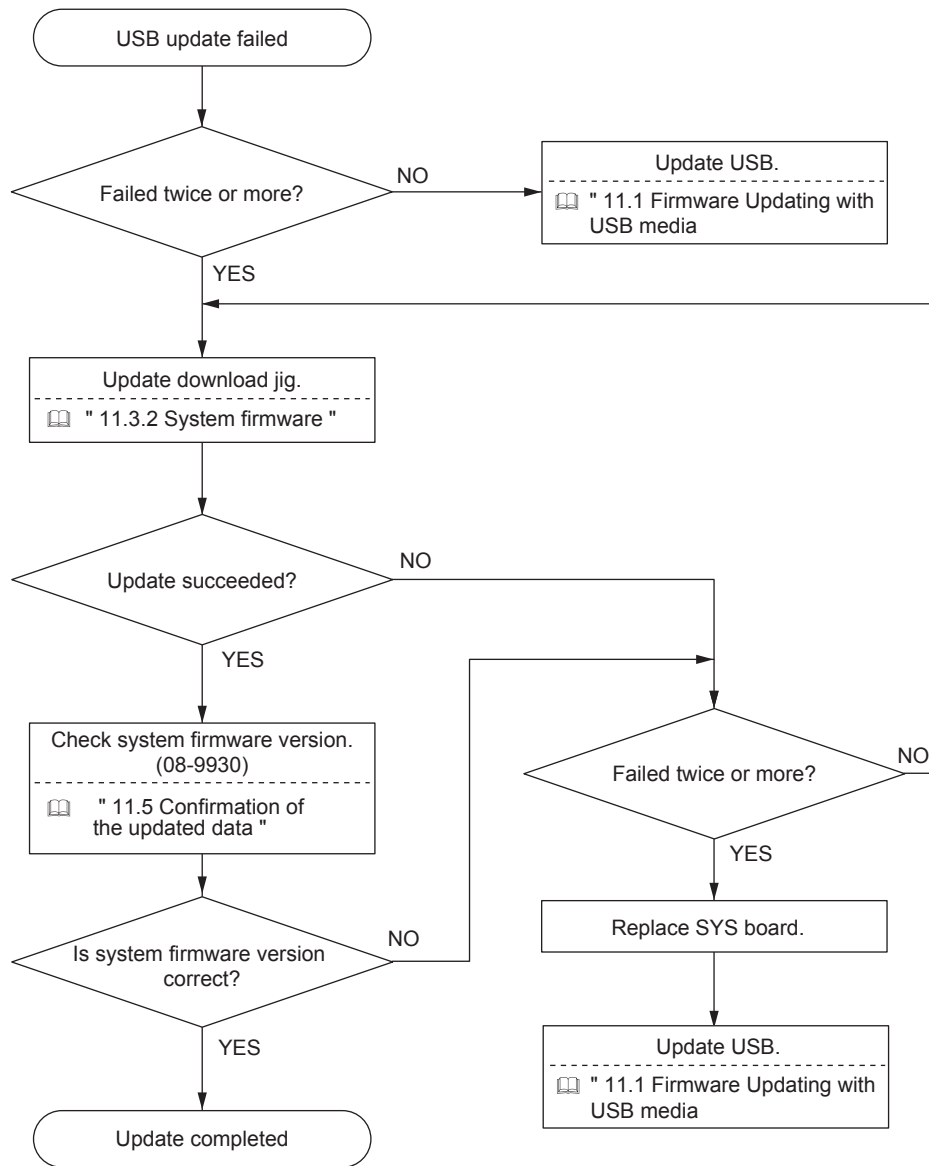 USB update failed
Failed twice or more?
NO
Update USB.
" 11.1 Firmware Updating with
USB media
YES
Update download jig.
" 11.3.2 System firmware "
Update succeeded?
NO
YES
Check system firmware version.
(08-9930)
" 11.5 Confirmation of
the updated data "
Failed twice or more?
NO
YES
Is system firmware version
correct?
NO
Replace SYS board.
YES
Update USB.
" 11.1 Firmware Updating with
USB media
Update completed